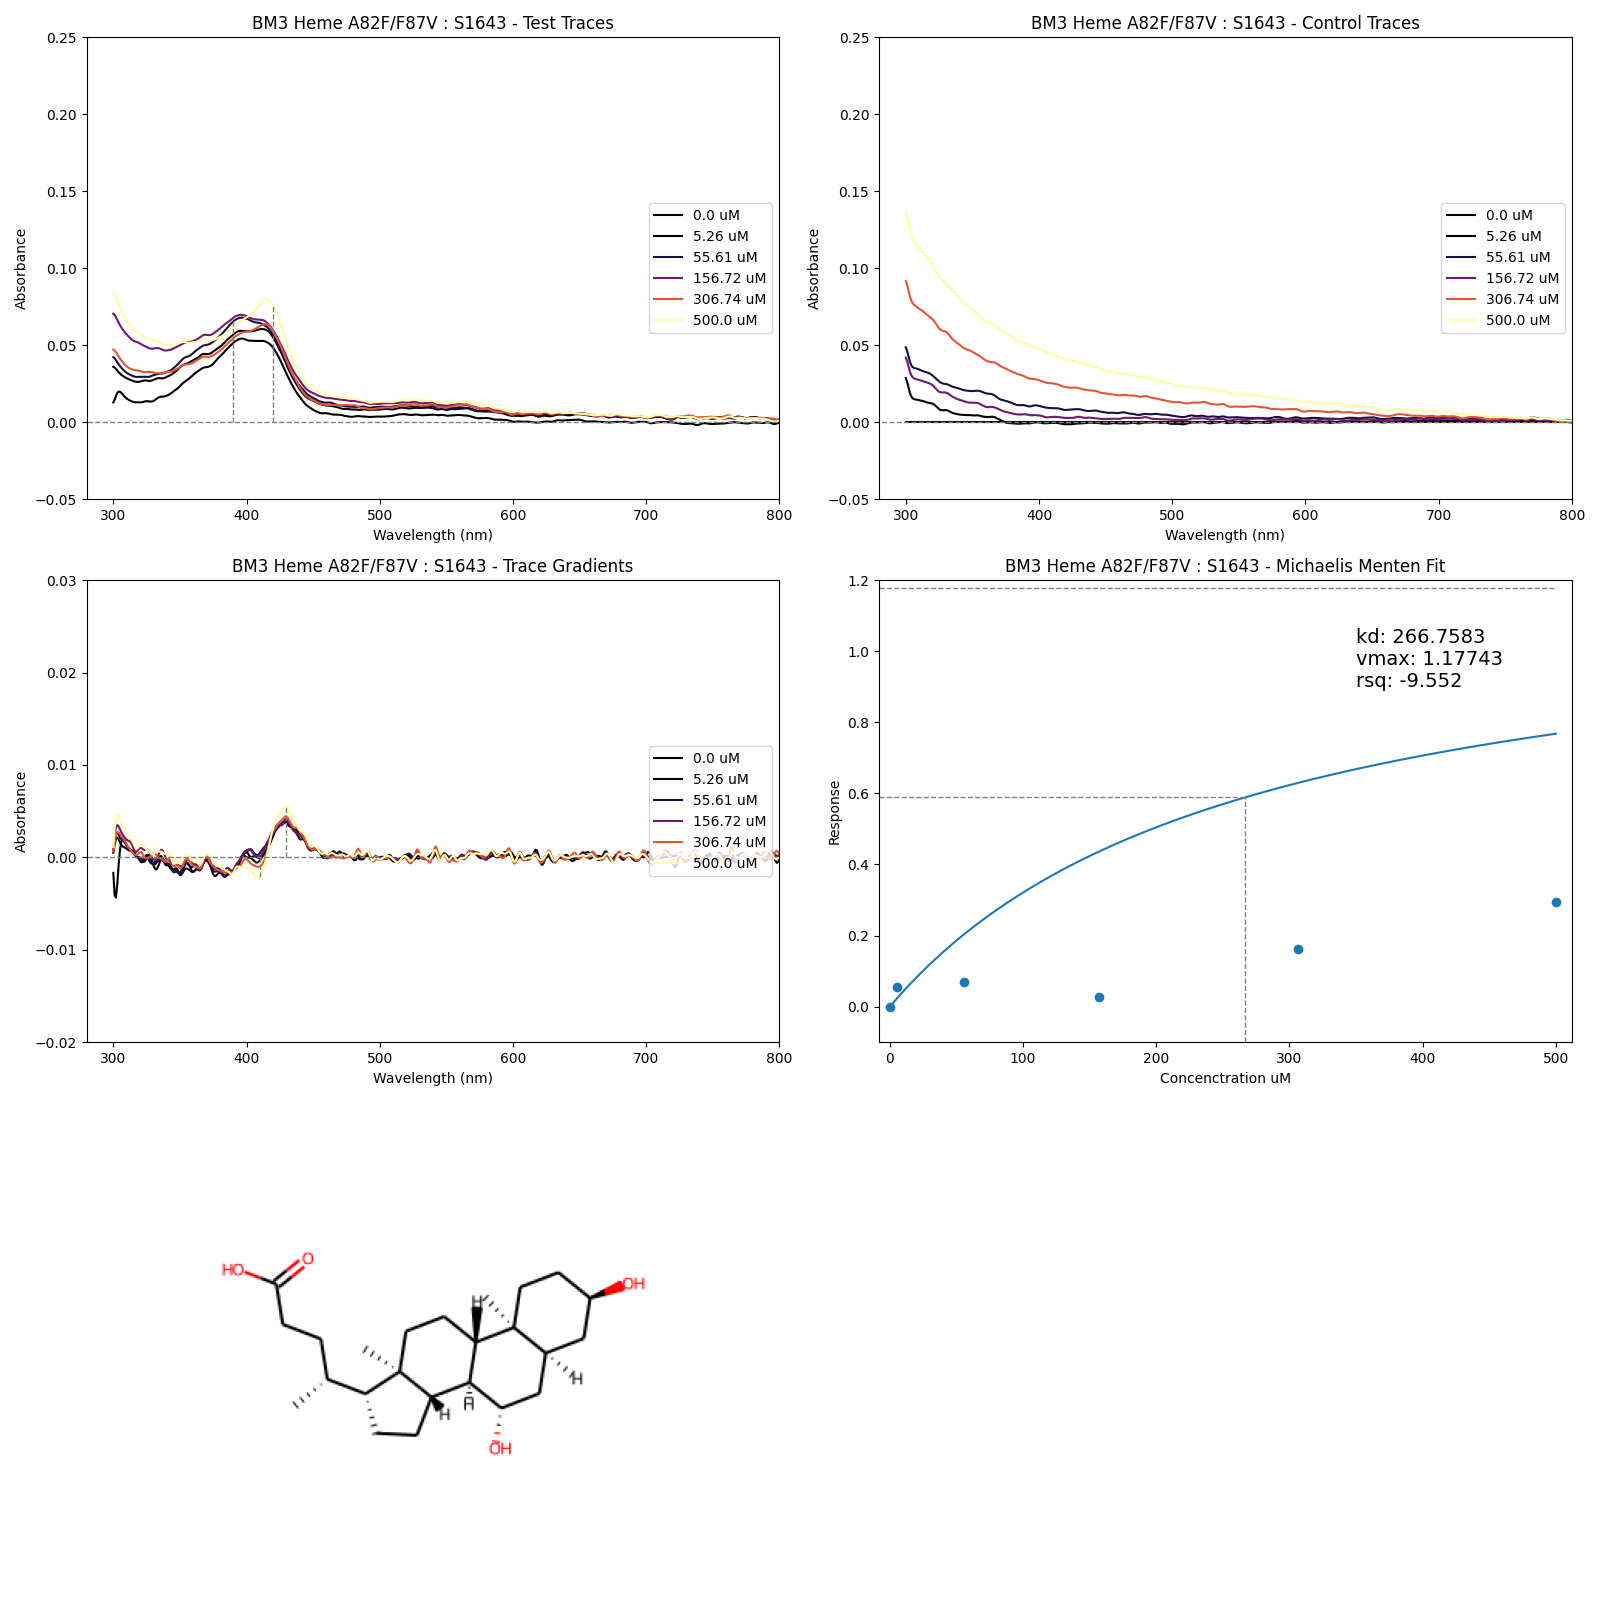 BM3 Heme A82F/F87V : S1643 - Test Traces
0.25
0.20
0.15
0.10
0.05
0.00
−0.05
Absorbance
300 400 500 600 700 800
Wavelength (nm)
0.0 uM
5.26 uM
55.61 uM
156.72 uM
306.74 uM
500.0 uM
BM3 Heme A82F/F87V : S1643 - Control Traces
0.25
0.20
0.15
0.10
0.05
0.00
−0.05
Absorbance
300 400 500 600 700 800
Wavelength (nm)
0.0 uM
5.26 uM
55.61 uM
156.72 uM
306.74 uM
500.0 uM
BM3 Heme A82F/F87V : S1643 - Trace Gradients
0.03
0.02
0.01
0.00
−0.01
−0.02
Absorbance
300 400 500 600 700 800
Wavelength (nm)
0.0 uM
5.26 uM
55.61 uM
156.72 uM
306.74 uM
500.0 uM
BM3 Heme A82F/F87V : S1643 - Michaelis Menten Fit
1.2
1.0
0.8
0.6
0.4
0.2
0.0
Response
kd: 266.7583
vmax: 1.17743
rsq: -9.552
0 100 200 300 400 500
Concenctration uM
HO
O
H
OH
H
H
H
OH